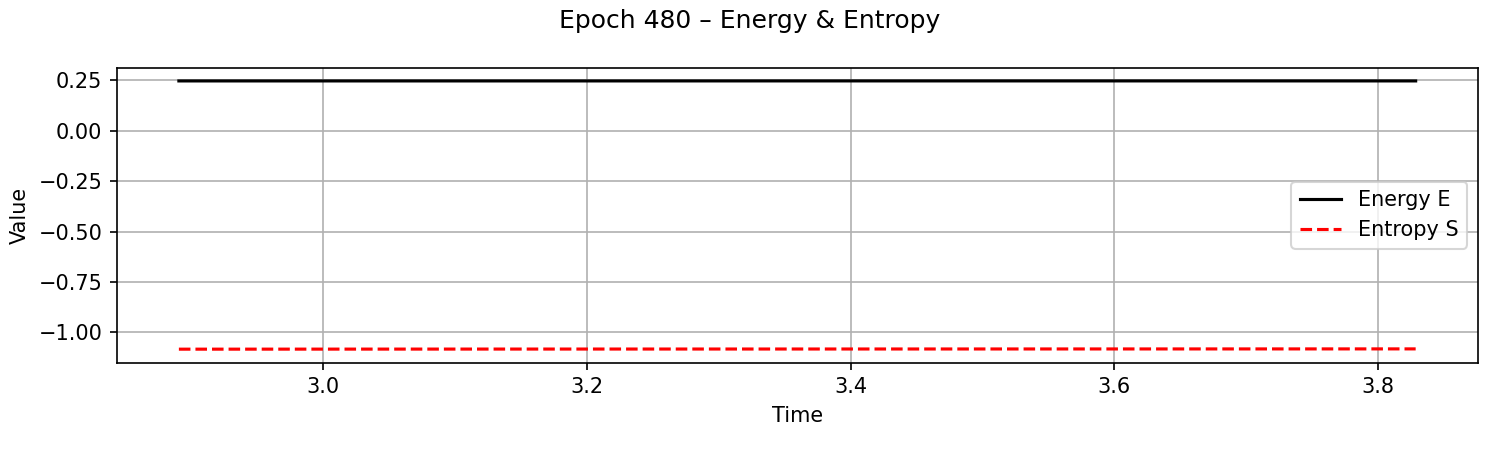 Epoch 480 – Energy & Entropy
0.25
0.00
−0.25
−0.50
−0.75
−1.00
Value
Energy E
Entropy S
3.0 3.2 3.4 3.6 3.8
Time